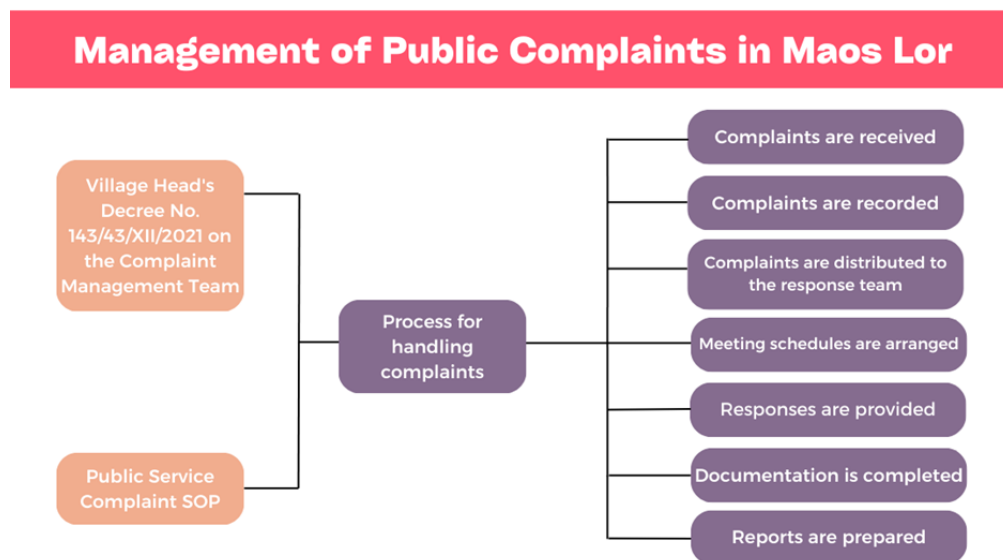 Management of Public Complaints in Maos Lor
Village Head's
Decree No.
143/43/XII/2021 on
the Complaint
Management Team
Public Service
Complaint SOP
Process for
handling
complaints
Complaints are received
Complaints are recorded
Complaints are distributed to
the response team
Meeting schedules are arranged
Responses are provided
Documentation is completed
Reports are prepared